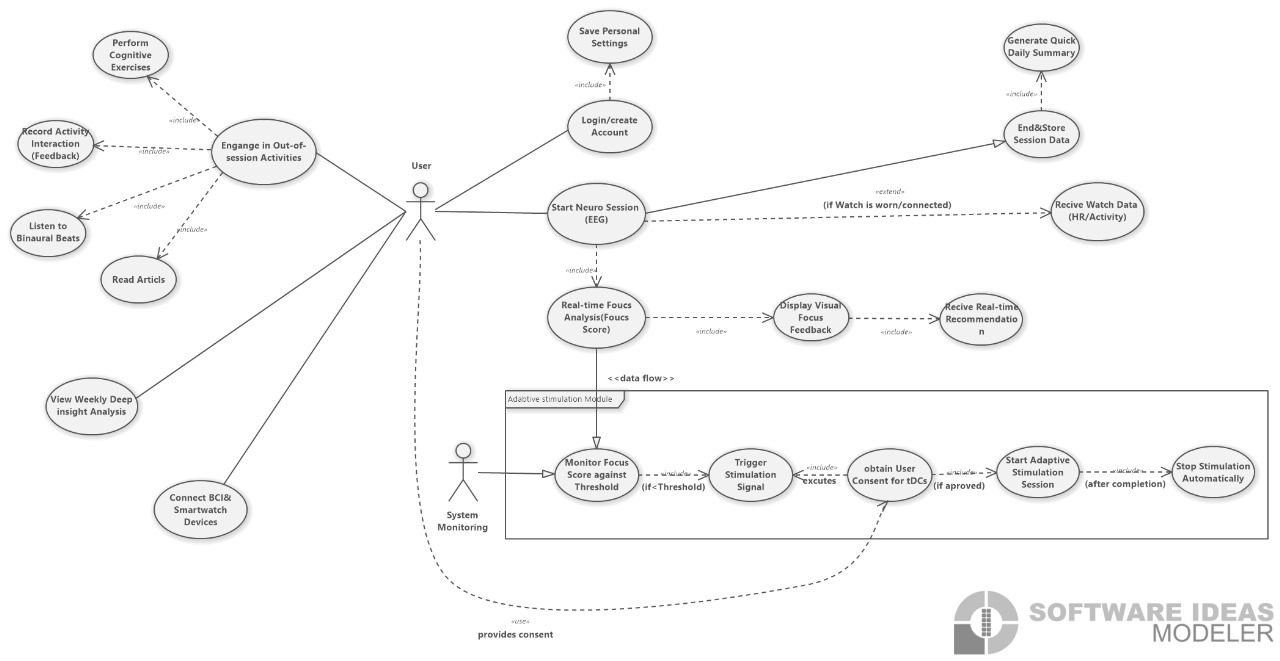 Save Personal
Settings
Generate Quick
Daily Summary
Perform
Cognitive
Exercises
«include»
«include»
«include»
Login/create
Account
End&Store
Session Data
Record Activity
Interaction
(Feedback)
«include»
Engange in Out-of-
session Activities
User
«extend»
(if Watch is worn/connected)
Start Neuro Session
(EEG)
Recive Watch Data
(HR/Activity)
«include»
«include»
Listen to
Binaural Beats
Read Articls
«include»
Real-time Foucs
Analysis(Foucs
Score)
«include»
Display Visual
Focus
Feedback
«include»
Recive Real-time
Recommendatio
n
<<data flow>>
View Weekly Deep
insight Analysis
Adabtive stimulation Module
Connect BCI&
Smartwatch
Devices
System
Monitoring
Monitor Focus
Score against
Threshold
«include»
(if<Threshold)
Trigger
Stimulation
Signal
«include»
excutes
obtain User
Consent for tDCs
«include»
(if aproved)
Start Adaptive
Stimulation
Session
«include»
(after completion)
Stop Stimulation
Automatically
«use»
provides consent
SOFTWARE IDEAS
MODELER